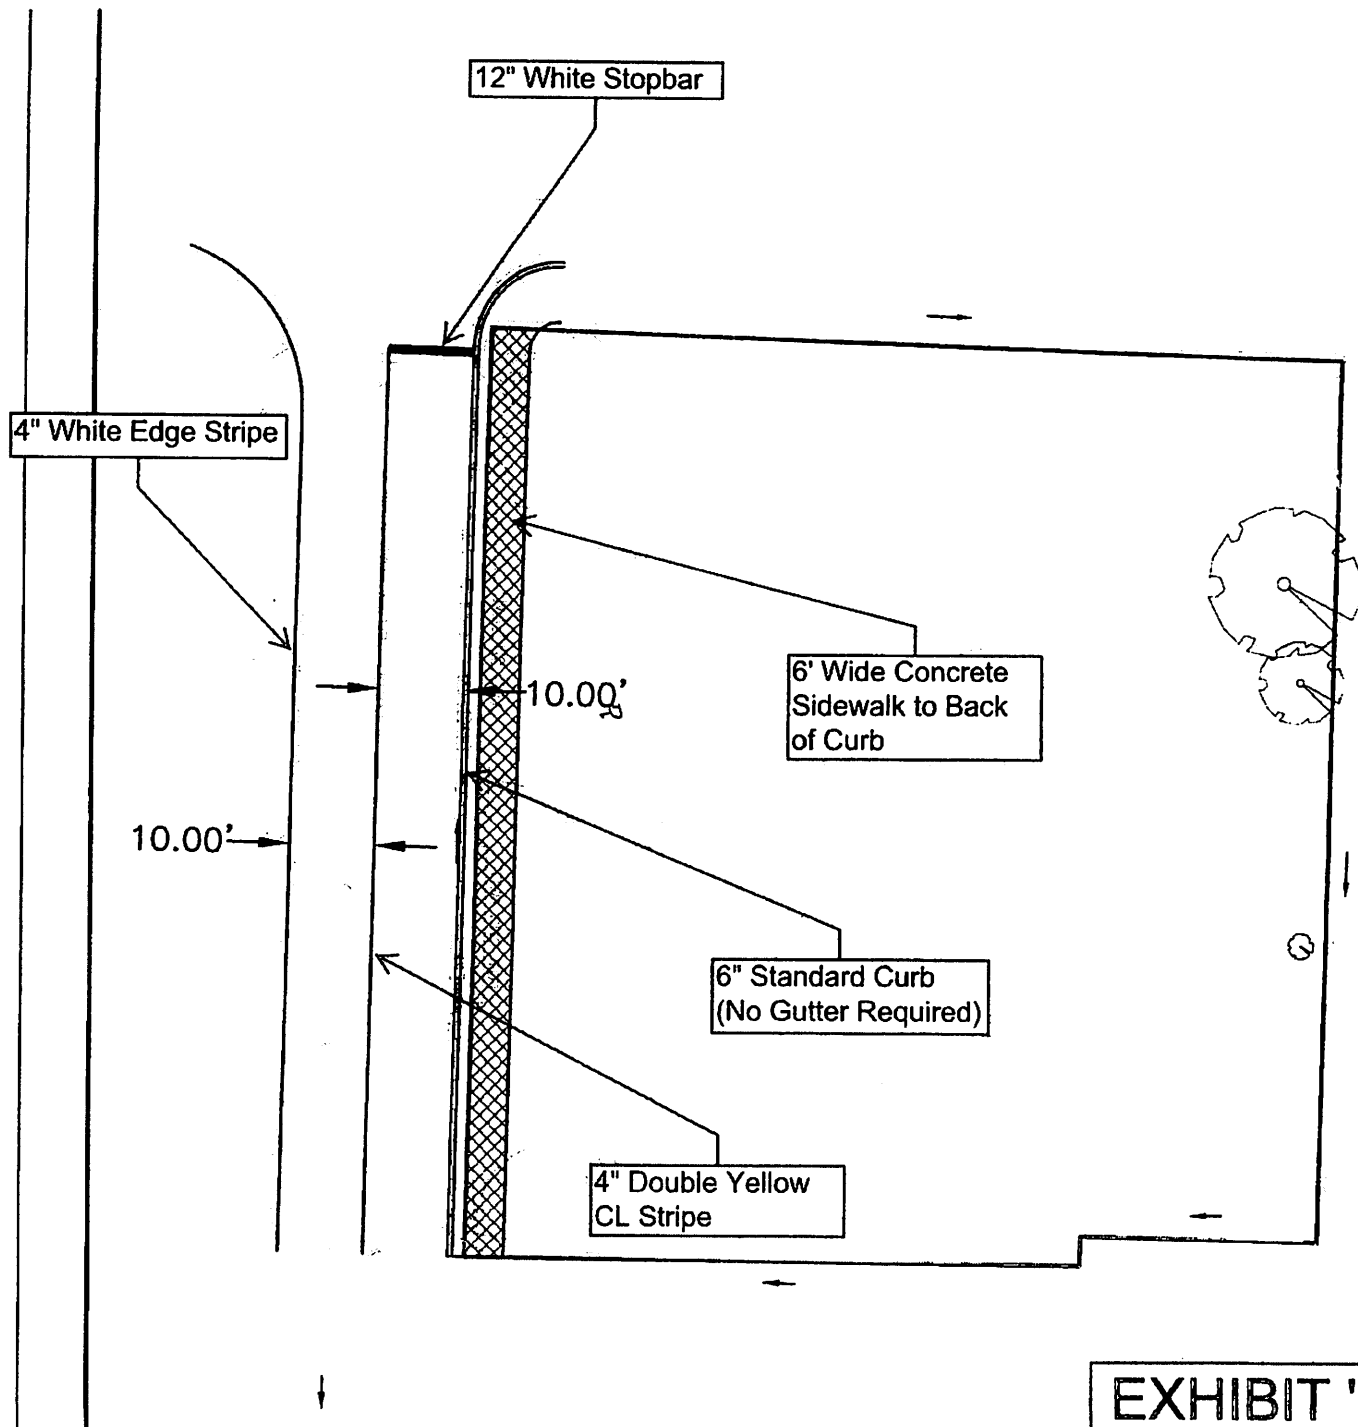 12" White Stopbar
4" White Edge Stripe
6' Wide Concrete
Sidewalk to Back
of Curb
10.00'
10.00'
6" Standard Curb
(No Gutter Required)
4" Double Yellow
CL Stripe
EXHIBIT '